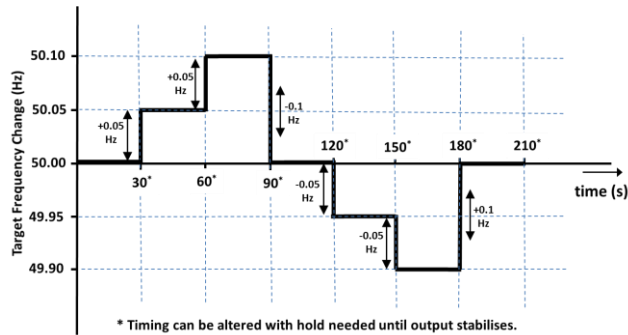 Target Frequency Change (Hz)
50.10
50.05
50.00
49.95
49.90
+0.05
Hz
+0.05
Hz
-0.1
Hz
30*
60*
90*
120*
150*
180*
210*
-0.05
Hz
-0.05
Hz
+0.1
Hz
time (s)
* Timing can be altered with hold needed until output stabilises.